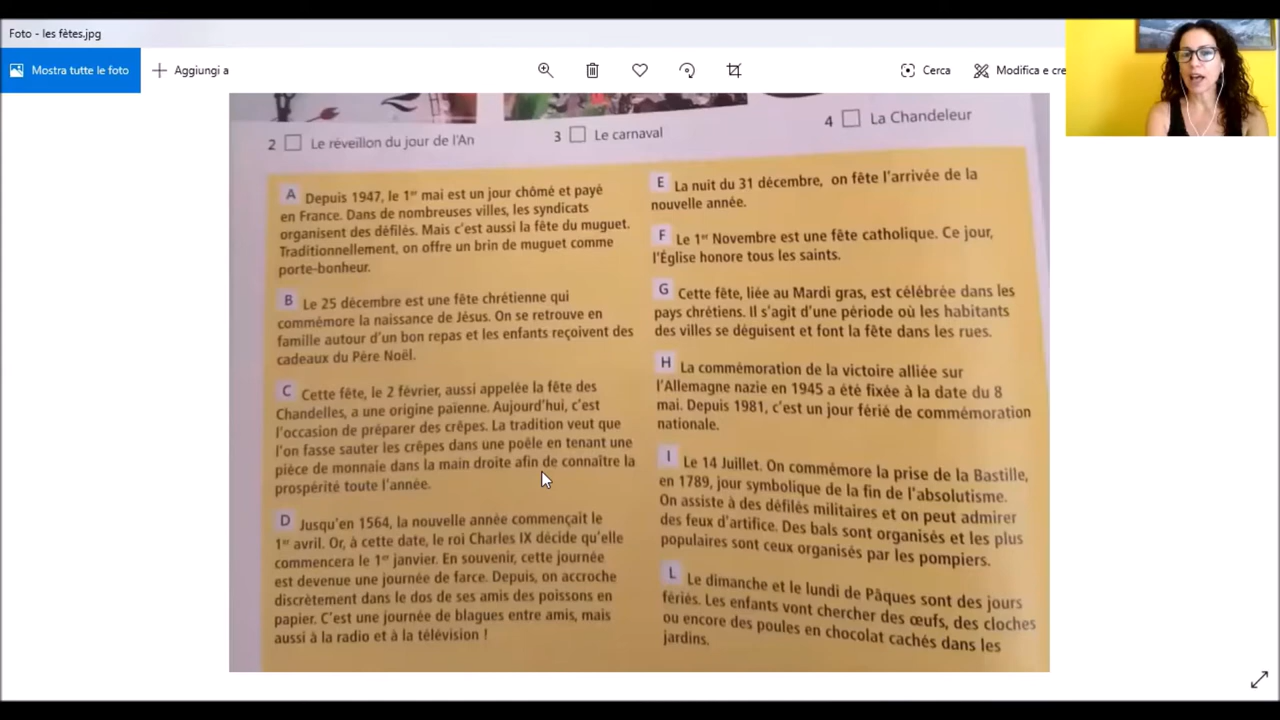 Foto - les fêtes.jpg
Mostra tutte le foto
Aggiungi a
Cerca
Modifica e cre
2 Le réveillon du jour de l'An
3 Le carnaval
4 La Chandeleur
A Depuis 1947, le 1er mai est un jour chômé et payé
en France. Dans de nombreuses villes, les syndicats
organisent des défilés. Mais c'est aussi la fête du muguet.
Traditionnellement, on offre un brin de muguet comme
porte-bonheur.
B Le 25 décembre est une fête chrétienne qui
commémore la naissance de Jésus. On se retrouve en
famille autour d'un bon repas et les enfants reçoivent des
cadeaux du Père Noël.
C Cette fête, le 2 février, aussi appelée la fête des
Chandelles, a une origine païenne. Aujourd'hui, c'est
l'occasion de préparer des crêpes. La tradition veut que
l'on fasse sauter les crêpes dans une poêle en tenant une
pièce de monnaie dans la main droite afin de connaître la
prospérité toute l'année.
D Jusqu'en 1564, la nouvelle année commençait le
1er avril. Or, à cette date, le roi Charles IX décide qu'elle
commencera le 1er janvier. En souvenir, cette journée
est devenue une journée de farce. Depuis, on accroche
discrètement dans le dos de ses amis des poissons en
papier. C'est une journée de blagues entre amis, mais
aussi à la radio et à la télévision !
E La nuit du 31 décembre, on fête l'arrivée de la
nouvelle année.
F Le 1er Novembre est une fête catholique. Ce jour,
l'Église honore tous les saints.
G Cette fête, liée au Mardi gras, est célébrée dans les
pays chrétiens. Il s'agit d'une période où les habitants
des villes se déguisent et font la fête dans les rues.
H La commémoration de la victoire alliée sur
l'Allemagne nazie en 1945 a été fixée à la date du 8
mai. Depuis 1981, c'est un jour férié de commémoration
nationale.
I Le 14 Juillet. On commémore la prise de la Bastille,
en 1789, jour symbolique de la fin de l'absolutisme.
On assiste à des défilés militaires et on peut admirer
des feux d'artifice. Des bals sont organisés et les plus
populaires sont ceux organisés par les pompiers.
L Le dimanche et le lundi de Pâques sont des jours
fériés. Les enfants vont chercher des œufs, des cloches
ou encore des poules en chocolat cachés dans les
jardins.